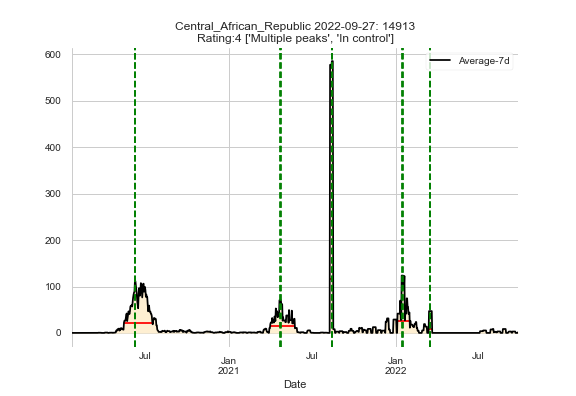 Central_African_Republic 2022-09-27: 14913
Rating:4 ['Multiple peaks', 'In control']
Average-7d
600
500
400
300
200
100
0
Jul
Jan
2021
Jul
Jan
2022
Jul
Date